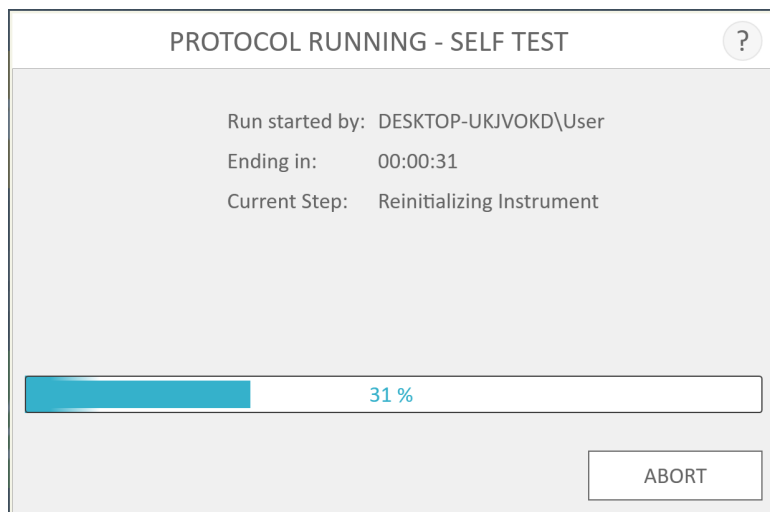 PROTOCOL RUNNING - SELF TEST
?
Run started by: DESKTOP-UKJVOKD\User
Ending in: 00:00:31
Current Step: Reinitializing Instrument
31 %
ABORT